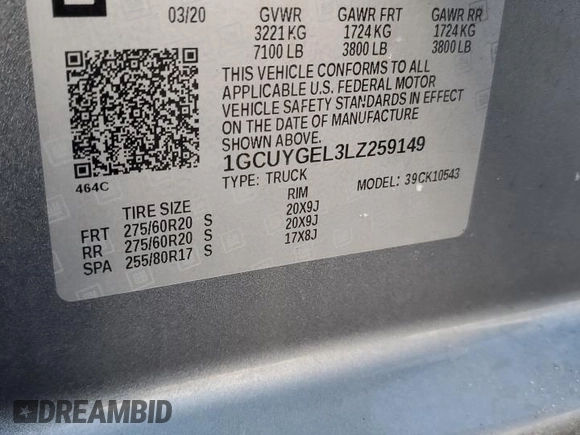 03/20 GVWR GAWR FRT GAWR RR
3221 KG 1724 KG 1724 KG
7100 LB 3800 LB 3800 LB
THIS VEHICLE CONFORMS TO ALL
APPLICABLE U.S. FEDERAL MOTOR
VEHICLE SAFETY STANDARDS IN EFFECT
ON THE DATE OF MANUFACTURE
SHOWN ABOVE.
1GCUYGEL3LZ259149
464C TYPE: TRUCK MODEL: 39CK10543
TIRE SIZE RIM
FRT 275/60R20 S 20X9J
RR 275/60R20 S 20X9J
SPA 255/80R17 S 17X8J
DREAMBID